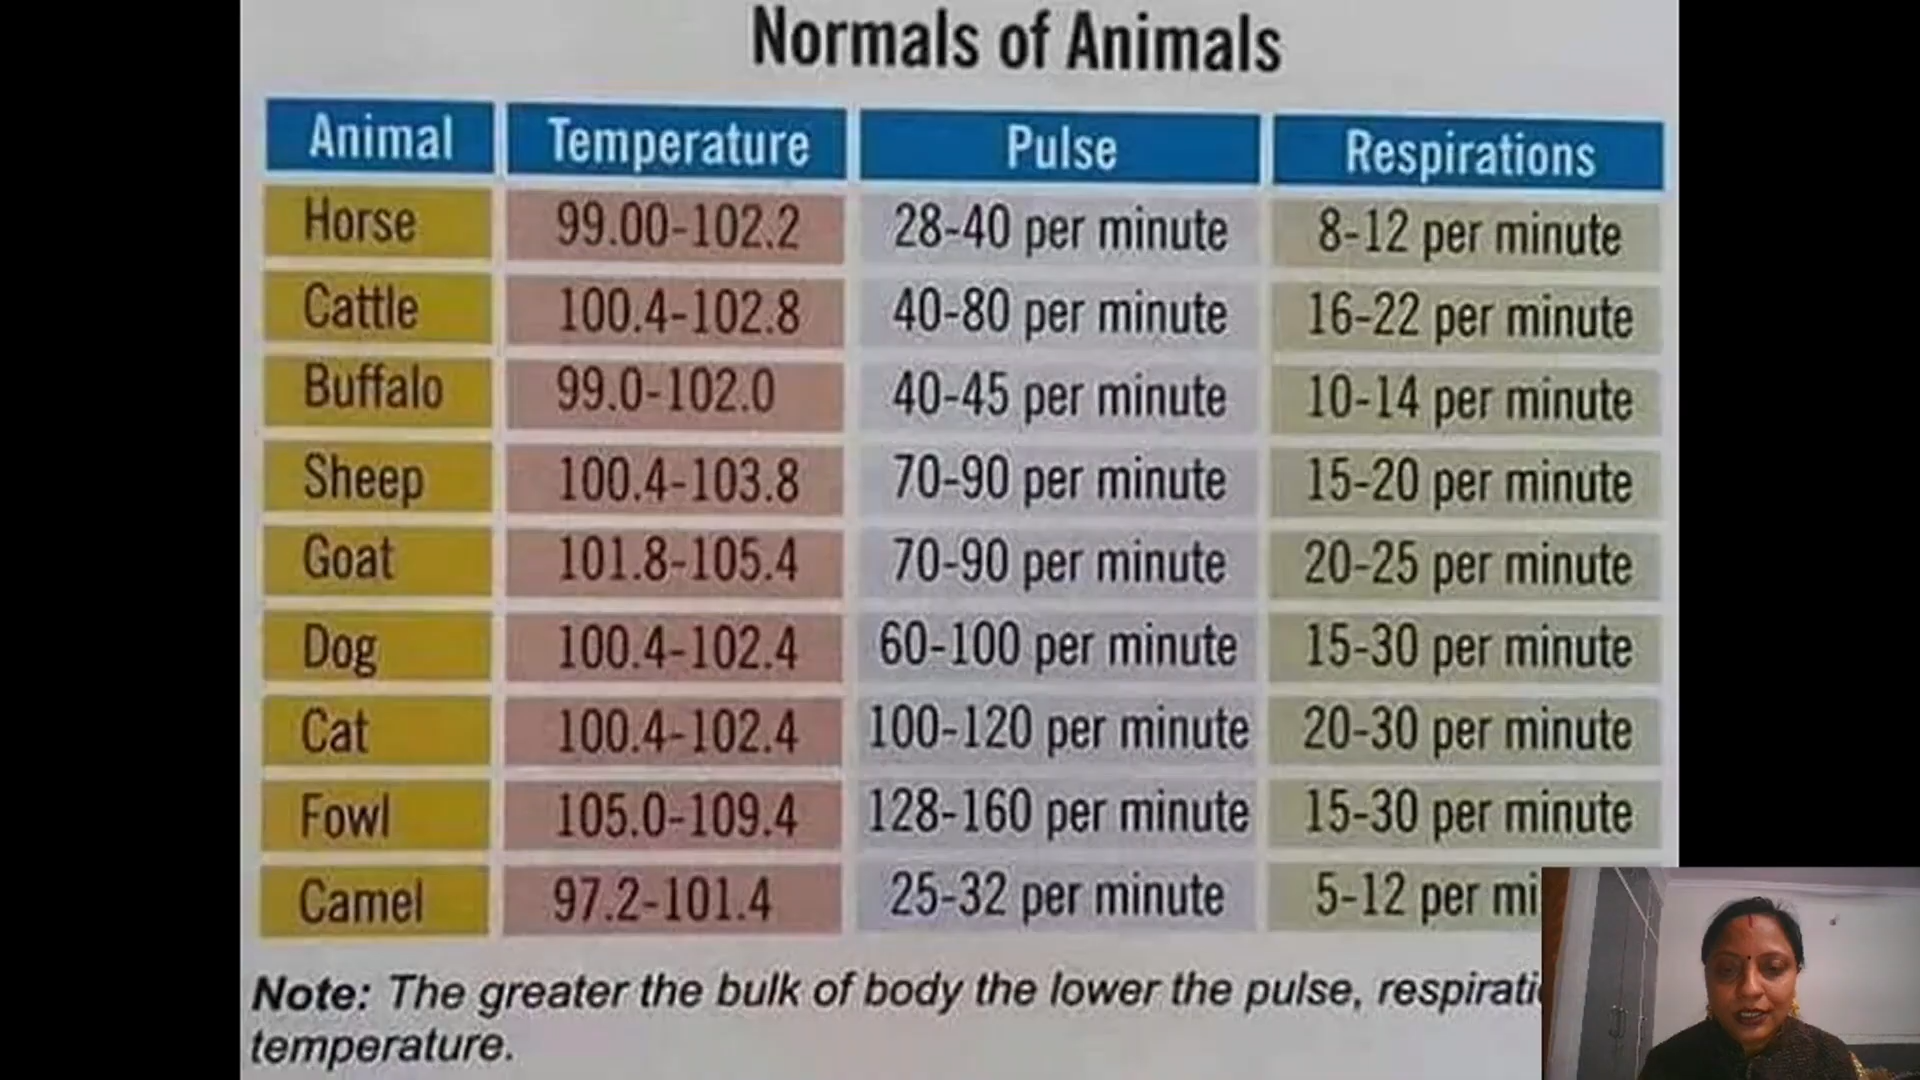 Normals of Animals
Animal Temperature Pulse Respirations
Horse 99.00-102.2 28-40 per minute 8-12 per minute
Cattle 100.4-102.8 40-80 per minute 16-22 per minute
Buffalo 99.0-102.0 40-45 per minute 10-14 per minute
Sheep 100.4-103.8 70-90 per minute 15-20 per minute
Goat 101.8-105.4 70-90 per minute 20-25 per minute
Dog 100.4-102.4 60-100 per minute 15-30 per minute
Cat 100.4-102.4 100-120 per minute 20-30 per minute
Fowl 105.0-109.4 128-160 per minute 15-30 per minute
Camel 97.2-101.4 25-32 per minute 5-12 per mi
Note: The greater the bulk of body the lower the pulse, respirati
temperature.